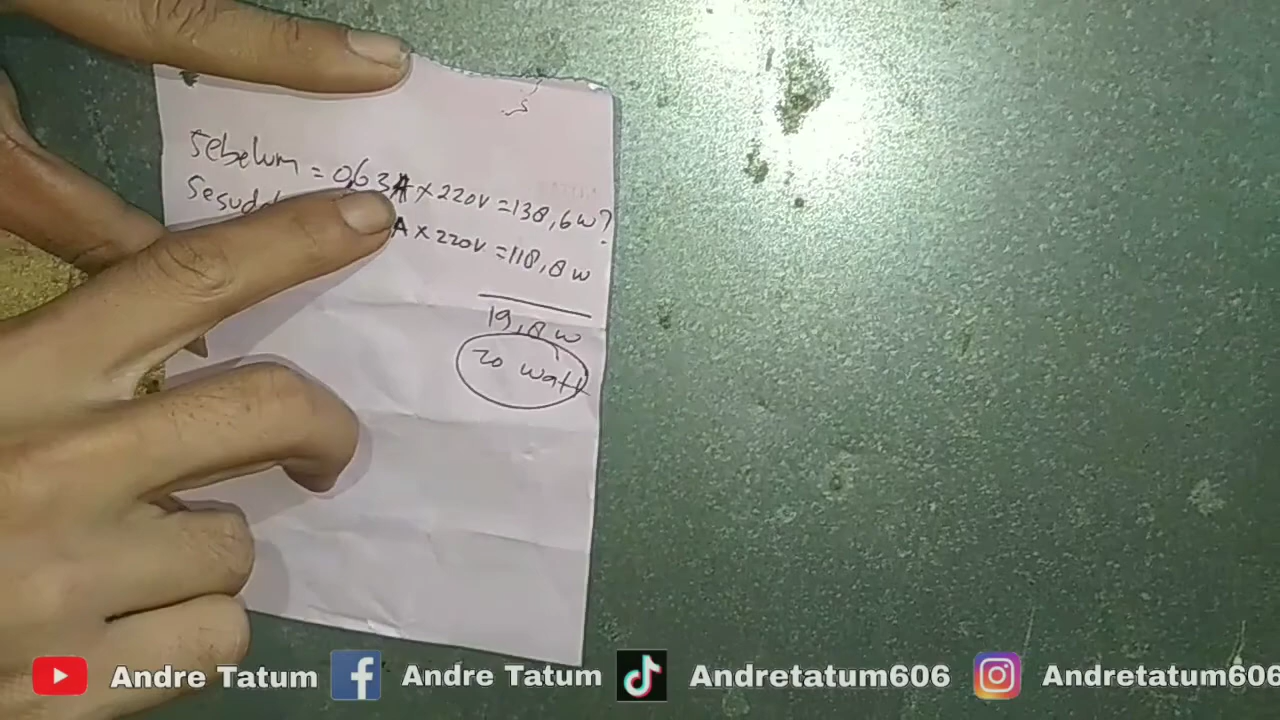 sebelum = 0,63A x 220V = 138,6 W?
A x 220V = 118,8 W
19,8 W
20 watt
Andre Tatum Andre Tatum Andretatum606 Andretatum606